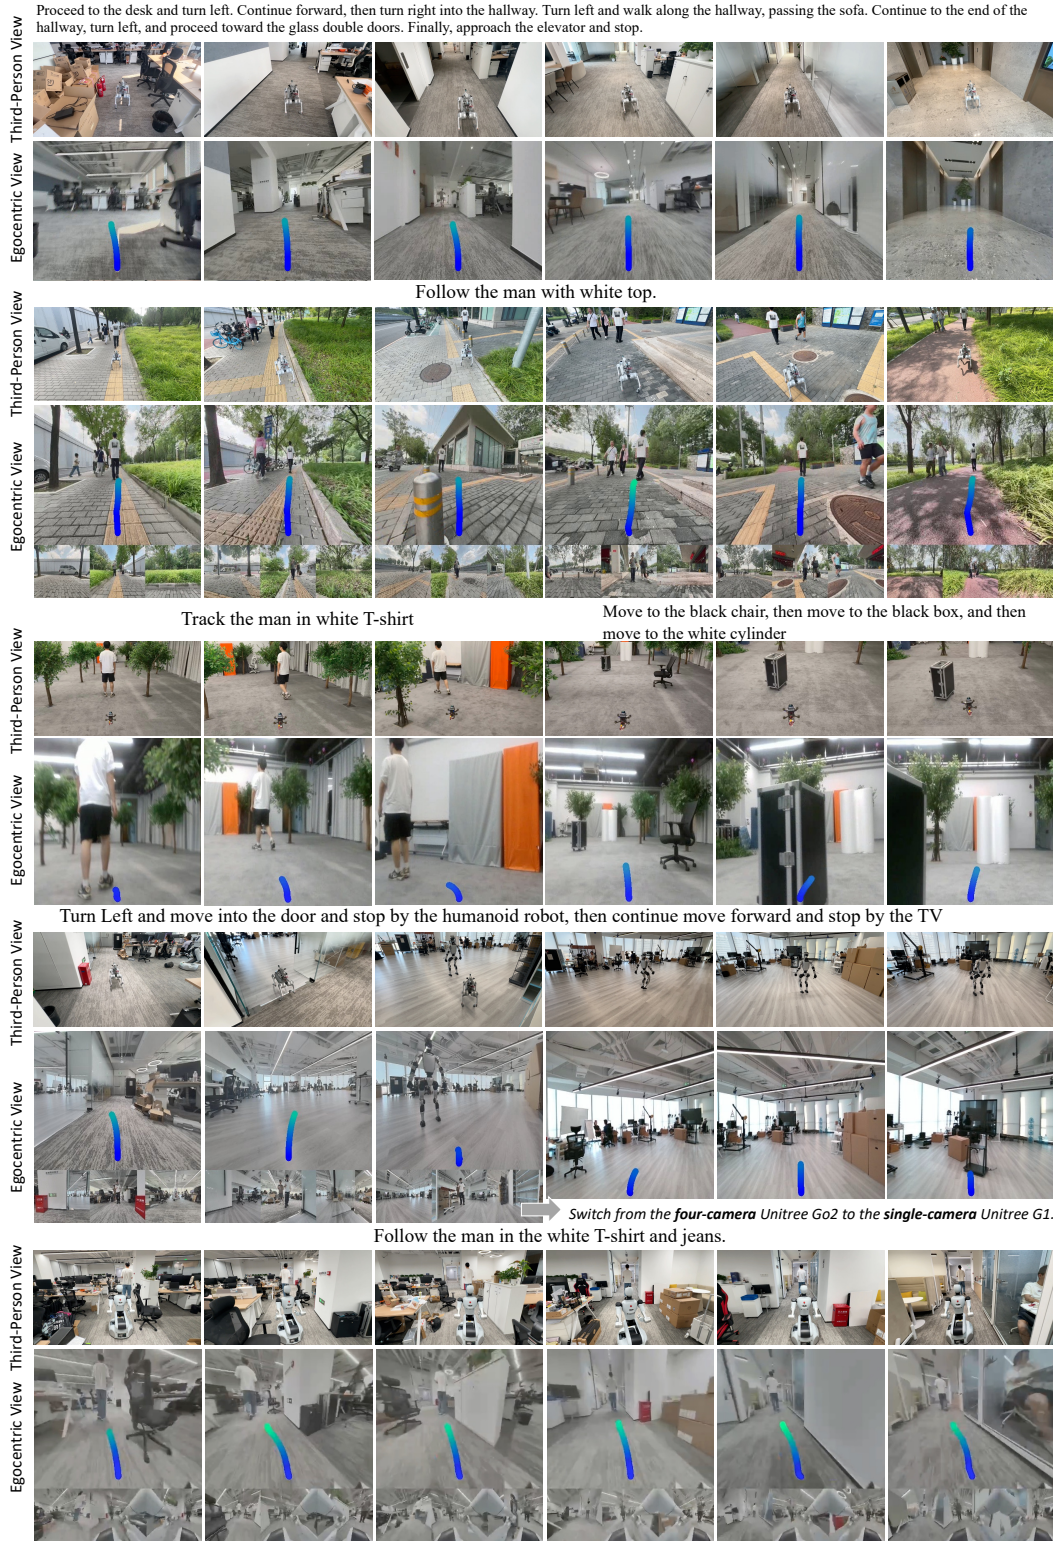 Proceed to the desk and turn left. Continue forward, then turn right into the hallway. Turn left and walk along the hallway, passing the sofa. Continue to the end of the
hallway, turn left, and proceed toward the glass double doors. Finally, approach the elevator and stop.
Third-Person View
Egocentric View
Follow the man with white top.
Third-Person View
Egocentric View
Track the man in white T-shirt
Move to the black chair, then move to the black box, and then
move to the white cylinder
Third-Person View
Egocentric View
Turn Left and move into the door and stop by the humanoid robot, then continue move forward and stop by the TV
Third-Person View
Egocentric View
Switch from the four-camera Unitree Go2 to the single-camera Unitree G1.
Follow the man in the white T-shirt and jeans.
Third-Person View
Egocentric View